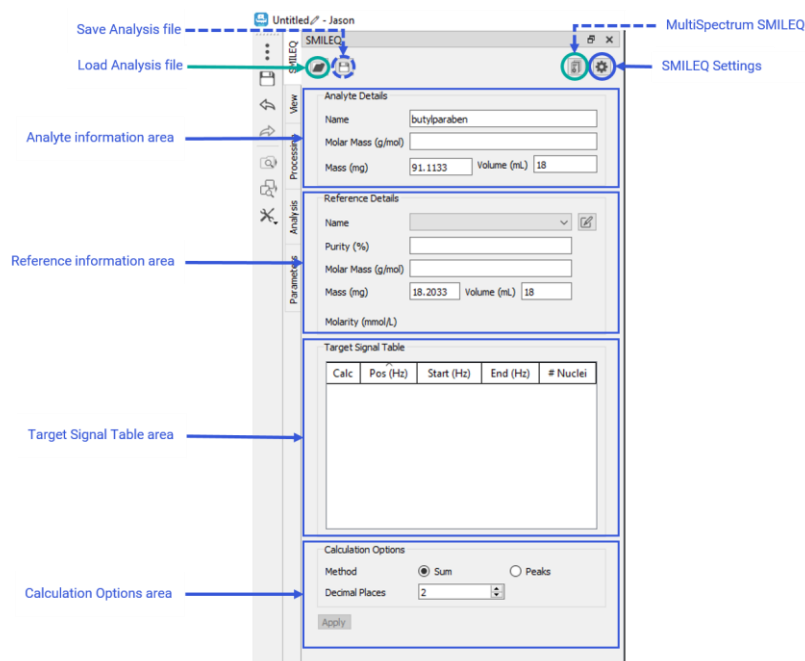 Untitled - Jason
Save Analysis file
MultiSpectrum SMILEQ
SMILEQ
Load Analysis file
SMILEQ
SMILEQ Settings
View
Processing
Analysis
Parameters
Analyte information area
Analyte Details
Name butylparaben
Molar Mass (g/mol)
Mass (mg) 91.1133 Volume (mL) 18
Reference information area
Reference Details
Name
Purity (%)
Molar Mass (g/mol)
Mass (mg) 18.2033 Volume (mL) 18
Molarity (mmol/L)
Target Signal Table area
Target Signal Table
Calc Pos (Hz) Start (Hz) End (Hz) # Nuclei
Calculation Options area
Calculation Options
Method Sum Peaks
Decimal Places 2
Apply